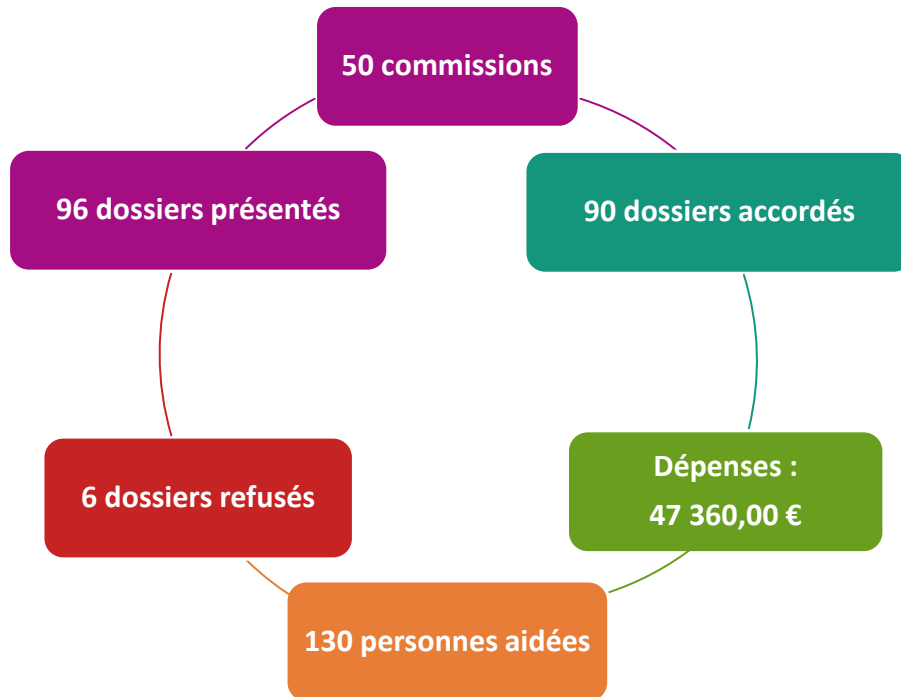 50 commissions
96 dossiers présentés
90 dossiers accordés
6 dossiers refusés
Dépenses :
47 360,00 €
130 personnes aidées